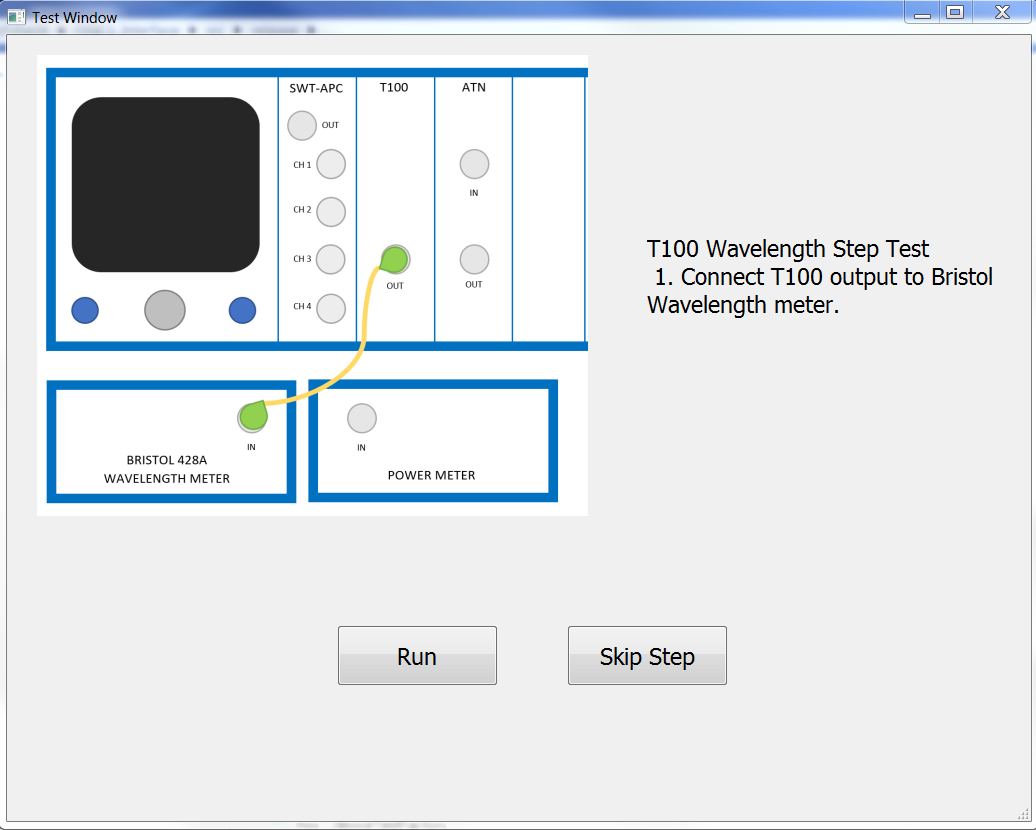 Test Window
SWT-APC
T100
ATN
OUT
CH 1
IN
CH 2
CH 3
OUT
OUT
CH 4
T100 Wavelength Step Test
1. Connect T100 output to Bristol
Wavelength meter.
IN
BRISTOL 428A
WAVELENGTH METER
IN
POWER METER
Run
Skip Step